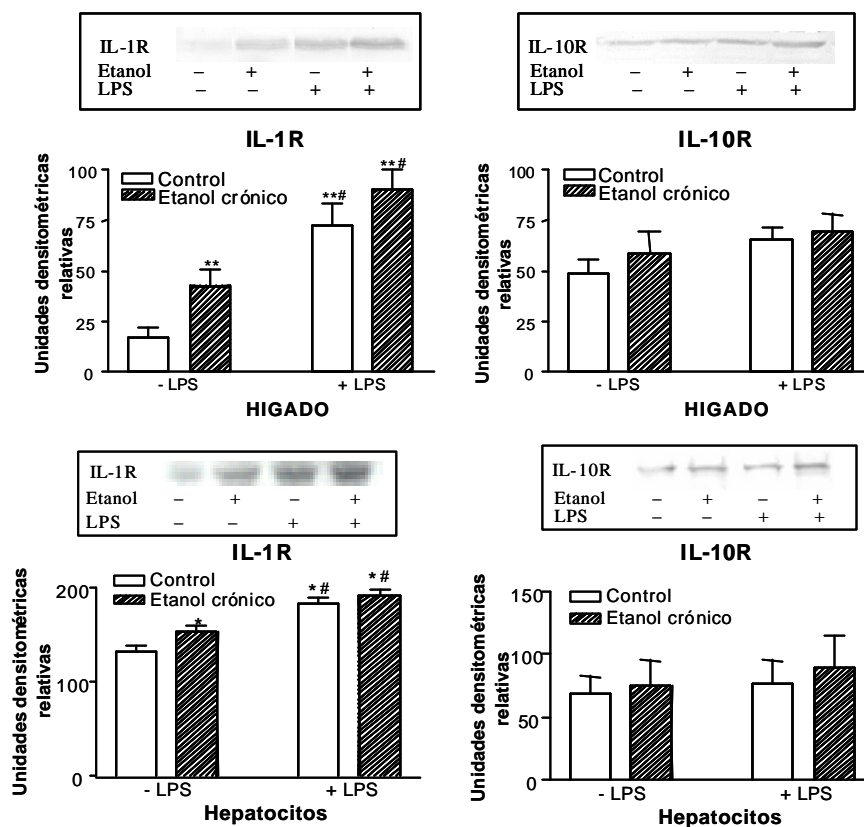 IL-1R
Etanol – + – +
LPS – – + +
IL-1R
Unidades densitométricas
relativas
100
75
50
25
0
Control
Etanol crónico
**
**#
**#
- LPS + LPS
HIGADO
IL-10R
Etanol – + – +
LPS – – + +
IL-10R
Unidades densitométricas
relativas
100
75
50
25
0
Control
Etanol crónico
- LPS + LPS
HIGADO
IL-1R
Etanol – + – +
LPS – – + +
IL-1R
Unidades densitométricas
relativas
200
100
0
Control
Etanol crónico
*
* #
* #
- LPS + LPS
Hepatocitos
IL-10R
Etanol – + – +
LPS – – + +
IL-10R
Unidades densitométricas
relativas
150
100
50
0
Control
Etanol crónico
- LPS + LPS
Hepatocitos